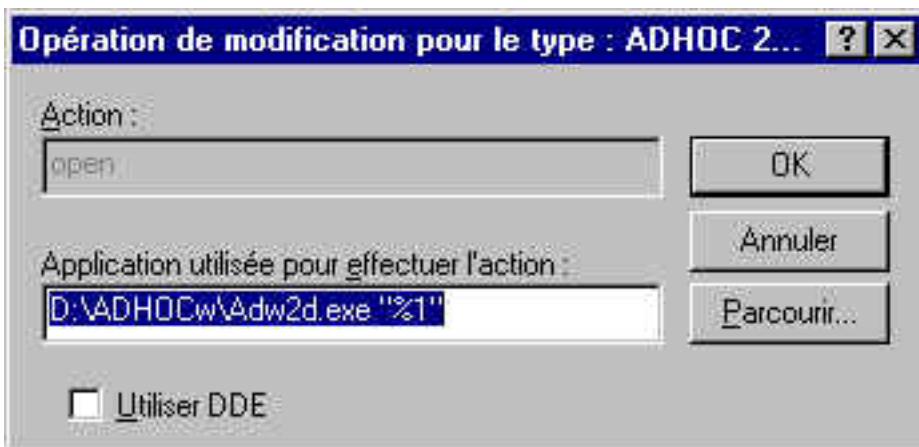 Opération de modification pour le type : ADHOC 2...
Action :
open
OK
Annuler
Application utilisée pour effectuer l'action :
D:\ADHOCw\Adw2d.exe "%1"
Parcourir...
Utiliser DDE